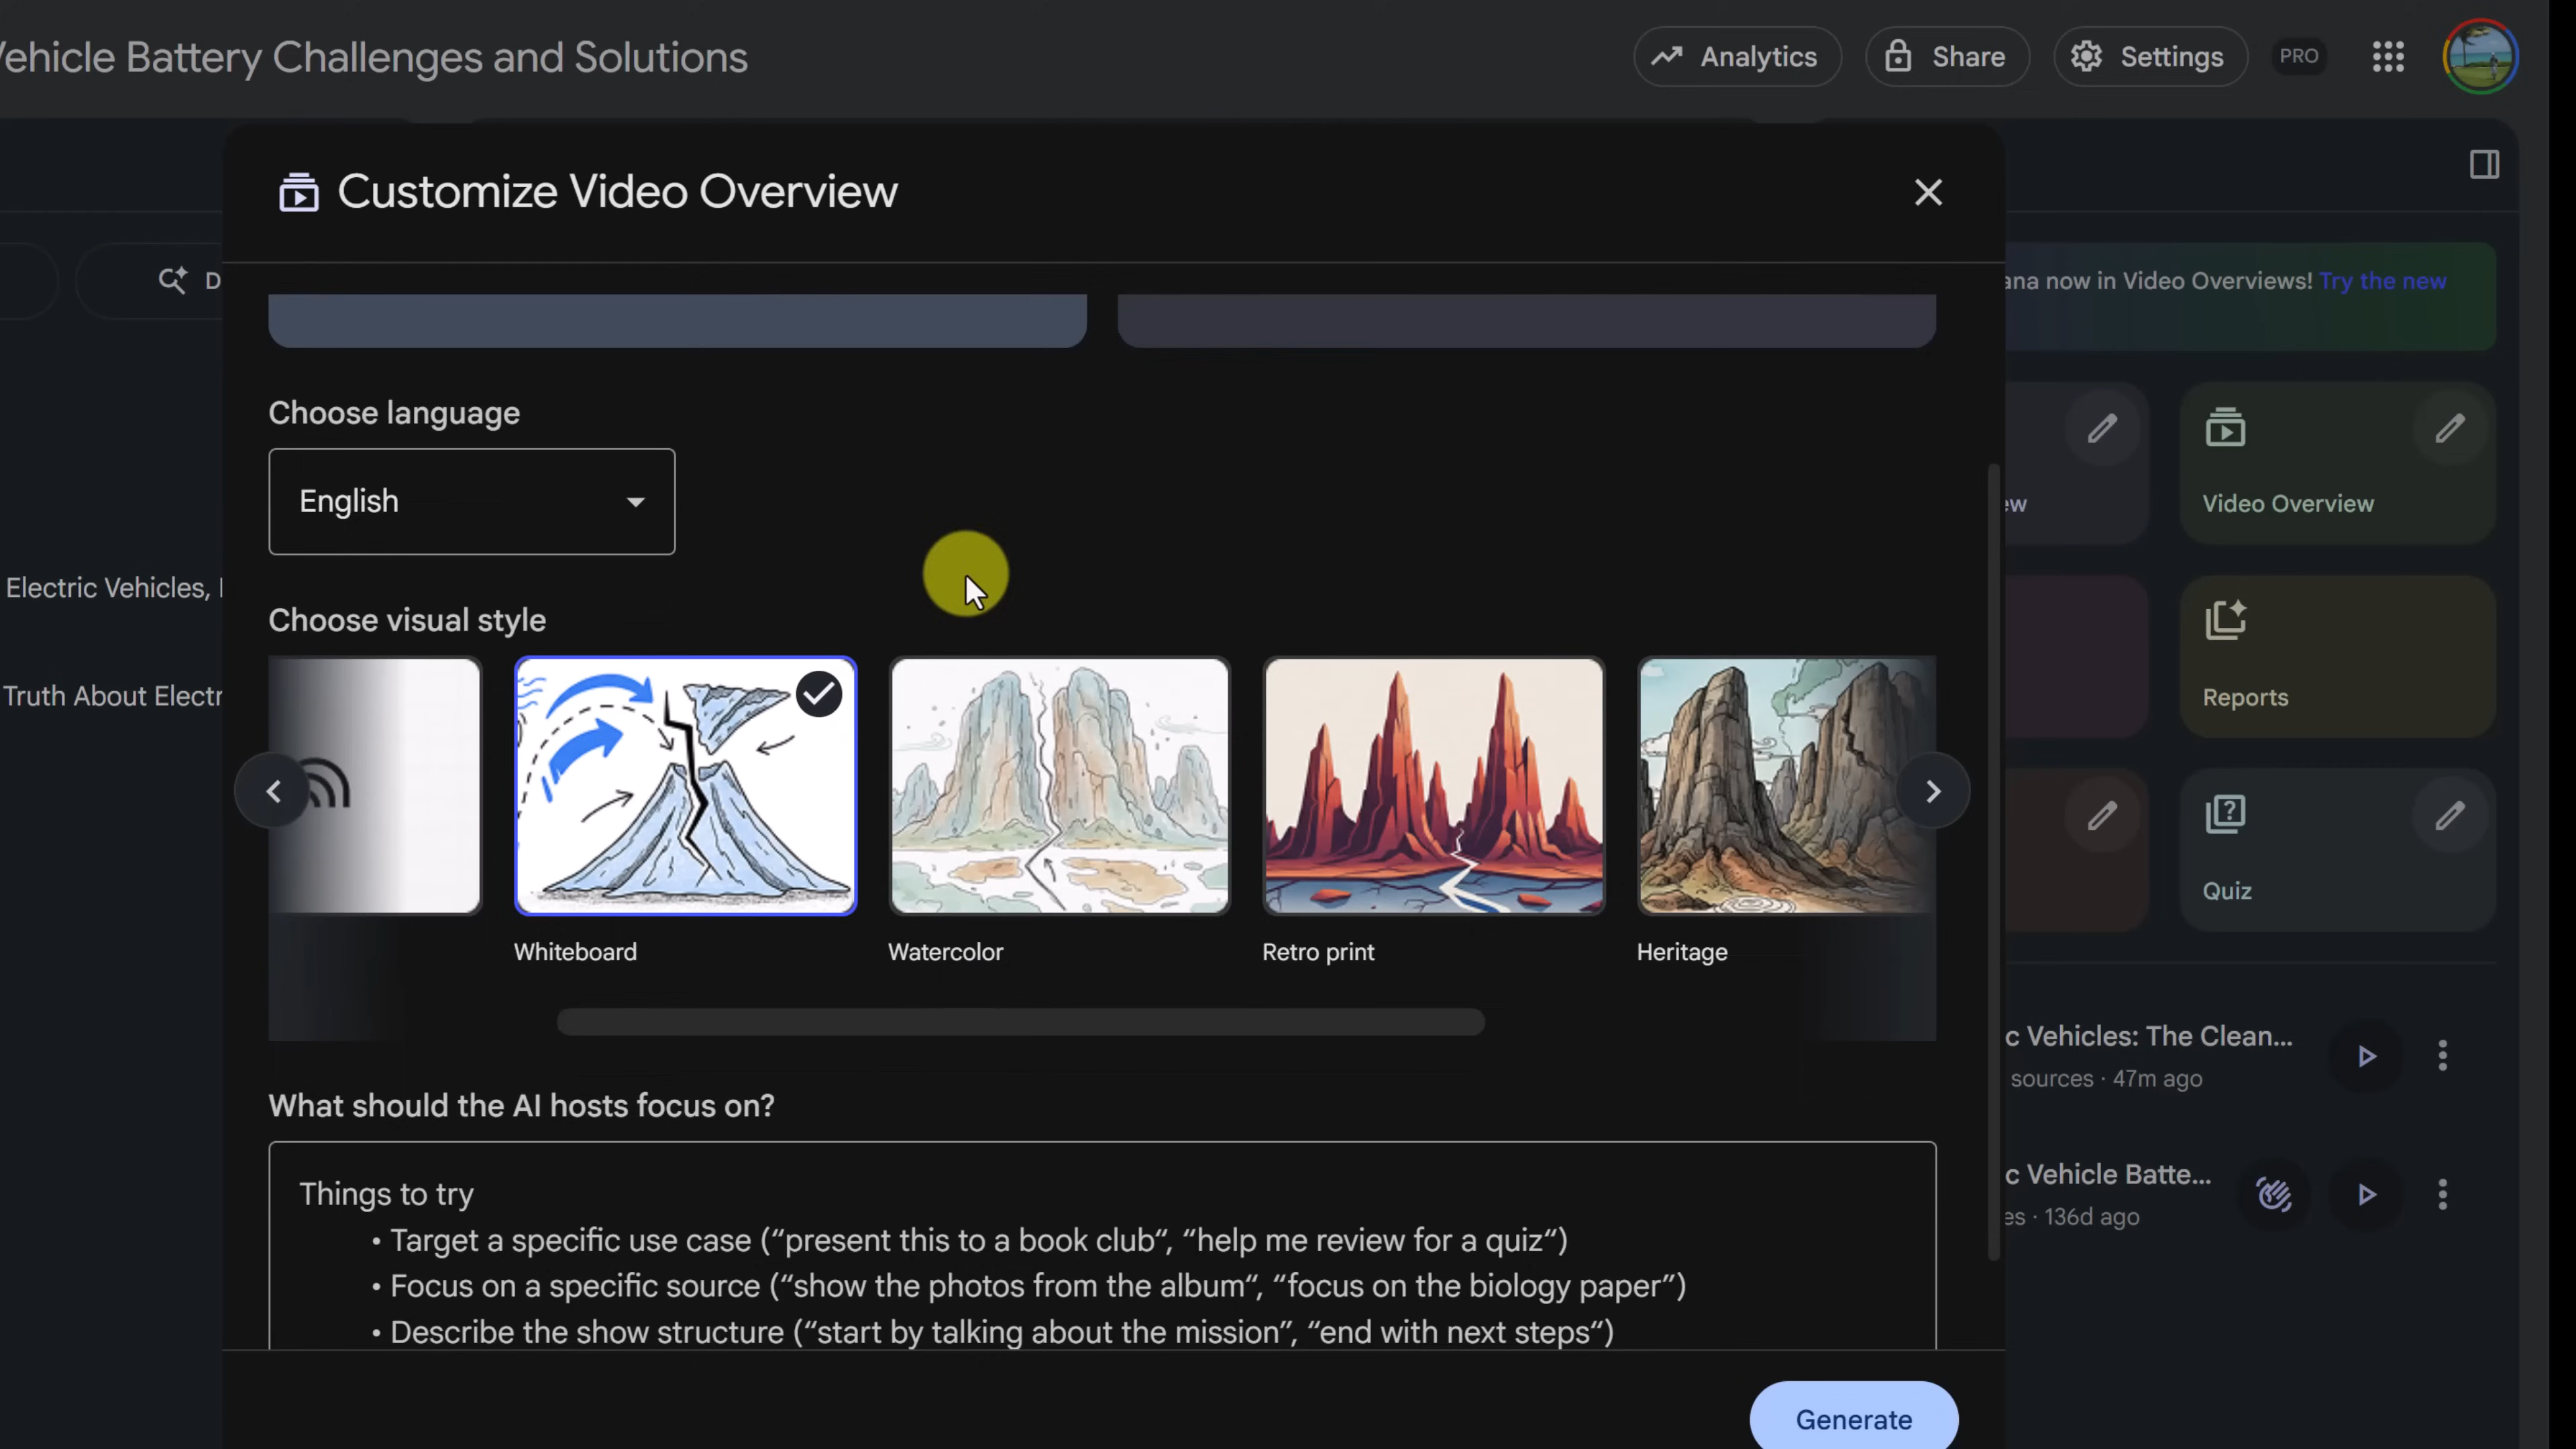 Vehicle Battery Challenges and Solutions
Analytics
Share
Settings
PRO
Customize Video Overview
ana now in Video Overviews! Try the new
D
Choose language
English
Video Overview
Electric Vehicles,
Choose visual style
Truth About Electr
Reports
Whiteboard
Watercolor
Retro print
Heritage
Quiz
c Vehicles: The Clean...
sources · 47m ago
What should the AI hosts focus on?
c Vehicle Batte...
es · 136d ago
Things to try
• Target a specific use case (“present this to a book club“, “help me review for a quiz“)
• Focus on a specific source (“show the photos from the album“, “focus on the biology paper”)
• Describe the show structure (“start by talking about the mission”, “end with next steps“)
Generate